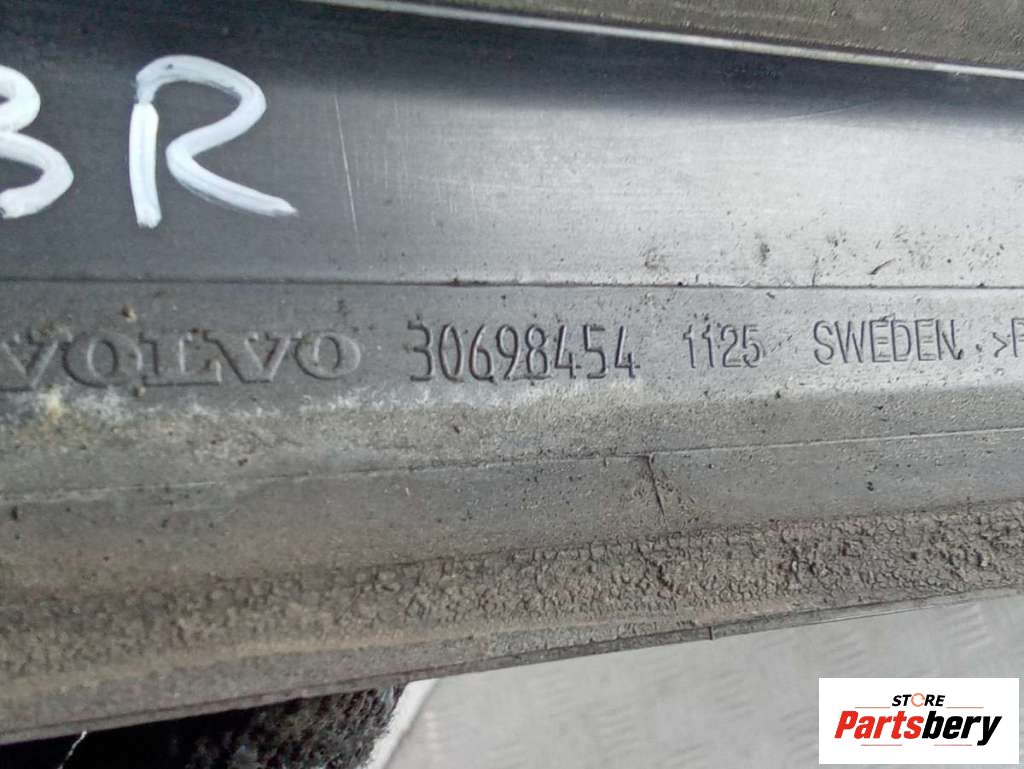 BR
VOLVO 30698454 1125 SWEDEN. >P
STORE
Partsbery